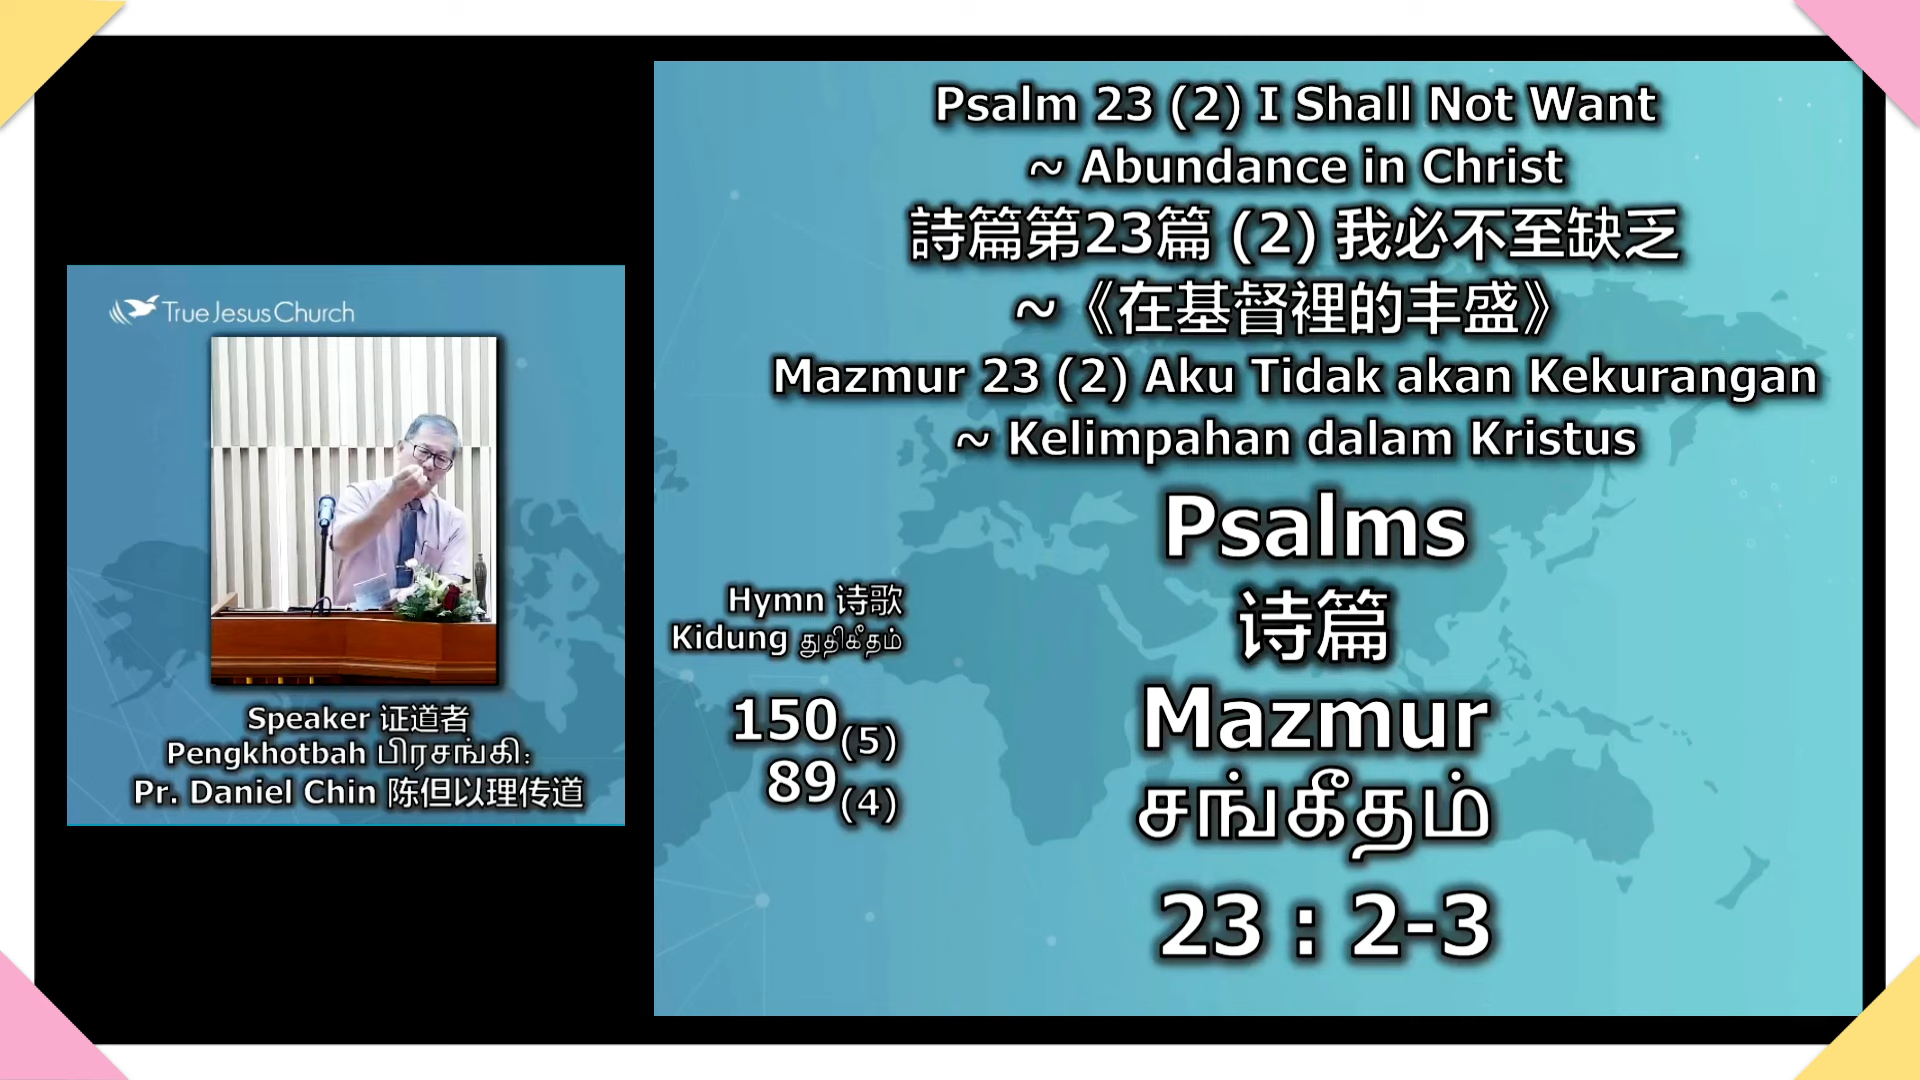 True Jesus Church
Speaker 证道者
Pengkhotbah பிரசங்கி:
Pr. Daniel Chin 陈但以理传道
Psalm 23 (2) I Shall Not Want
~ Abundance in Christ
詩篇第23篇 (2) 我必不至缺乏
~《在基督裡的丰盛》
Mazmur 23 (2) Aku Tidak akan Kekurangan
~ Kelimpahan dalam Kristus
Hymn 诗歌
Kidung துதிகீதம்
150(5)
89(4)
Psalms
诗篇
Mazmur
சங்கீதம்
23 : 2-3